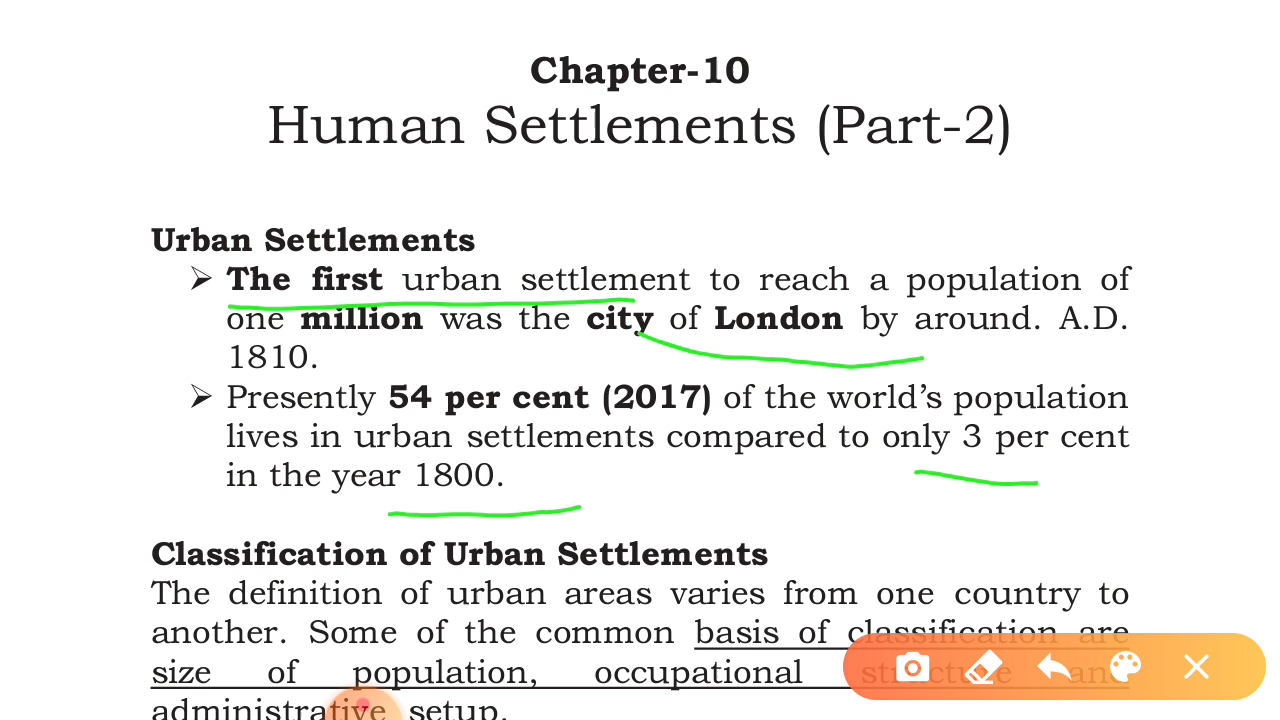 Chapter-10
Human Settlements (Part-2)
Urban Settlements
➢ The first urban settlement to reach a population of
one million was the city of London by around. A.D.
1810.
➢ Presently 54 per cent (2017) of the world’s population
lives in urban settlements compared to only 3 per cent
in the year 1800.
Classification of Urban Settlements
The definition of urban areas varies from one country to
another. Some of the common basis of classification are
size of population, occupational structure and
administrative setup.